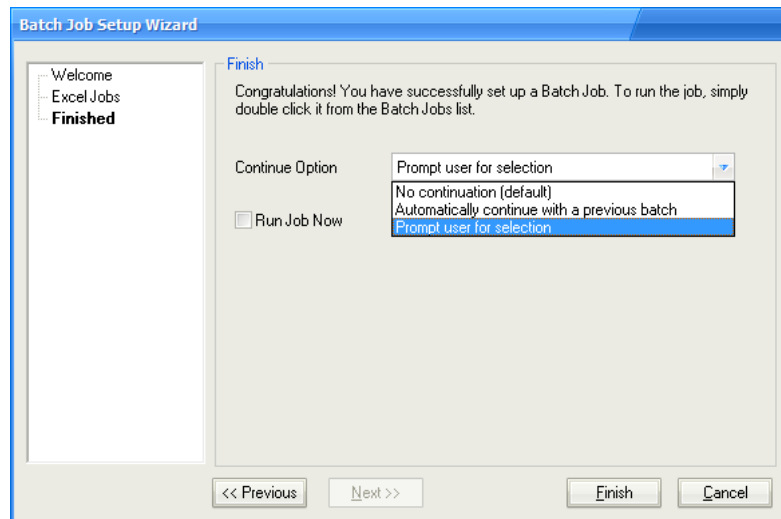 Batch Job Setup Wizard
Welcome
Excel Jobs
Finished
Finish
Congratulations! You have successfully set up a Batch Job. To run the job, simply
double click it from the Batch Jobs list.
Continue Option
Prompt user for selection
No continuation (default)
Automatically continue with a previous batch
Prompt user for selection
Run Job Now
<< Previous
Next >>
Finish
Cancel